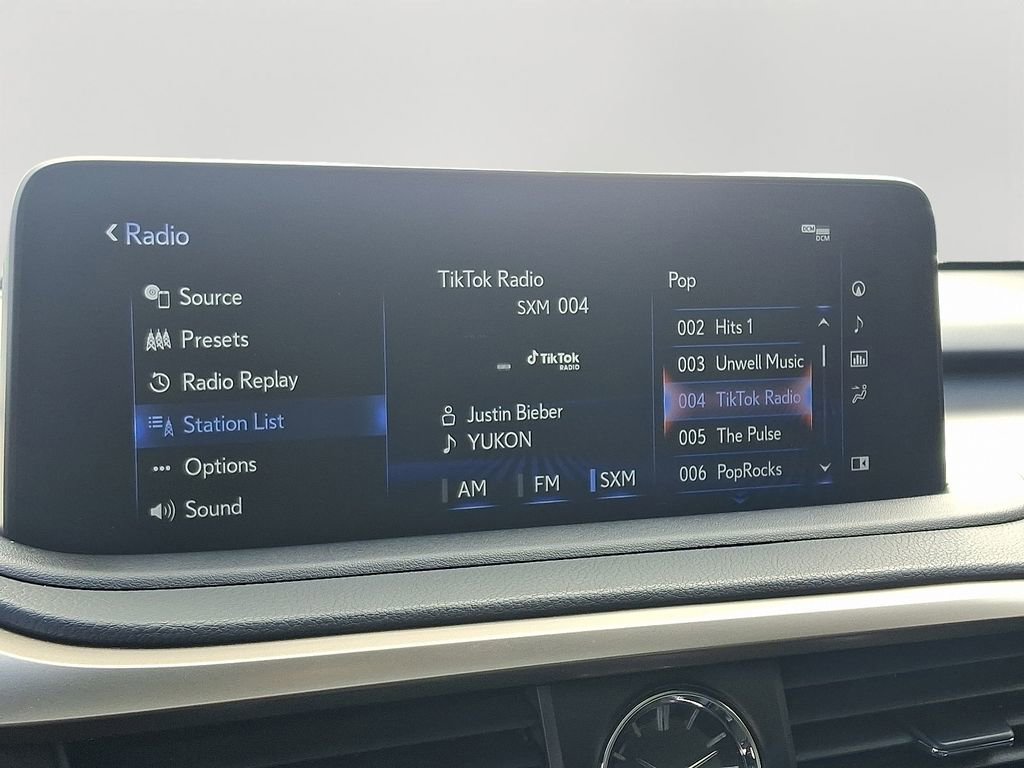 Radio
DCM
DCM
Source
Presets
Radio Replay
Station List
Options
Sound
TikTok Radio
SXM 004
TikTok
RADIO
Justin Bieber
YUKON
AM FM SXM
Pop
002 Hits 1
003 Unwell Music
004 TikTok Radio
005 The Pulse
006 PopRocks